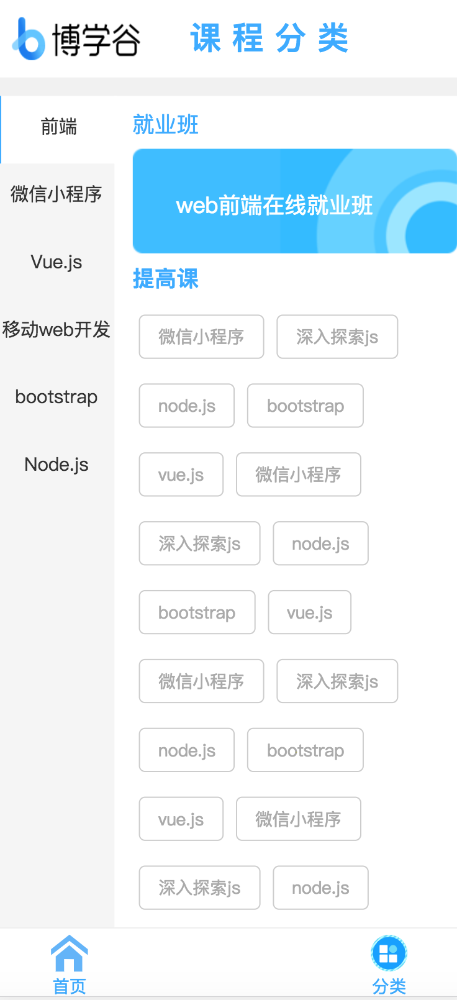 博学谷
课程分类
前端
微信小程序
Vue.js
移动web开发
bootstrap
Node.js
就业班
web前端在线就业班
提高课
微信小程序 深入探索js
node.js bootstrap
vue.js 微信小程序
深入探索js node.js
bootstrap vue.js
微信小程序 深入探索js
node.js bootstrap
vue.js 微信小程序
深入探索js node.js
首页 分类